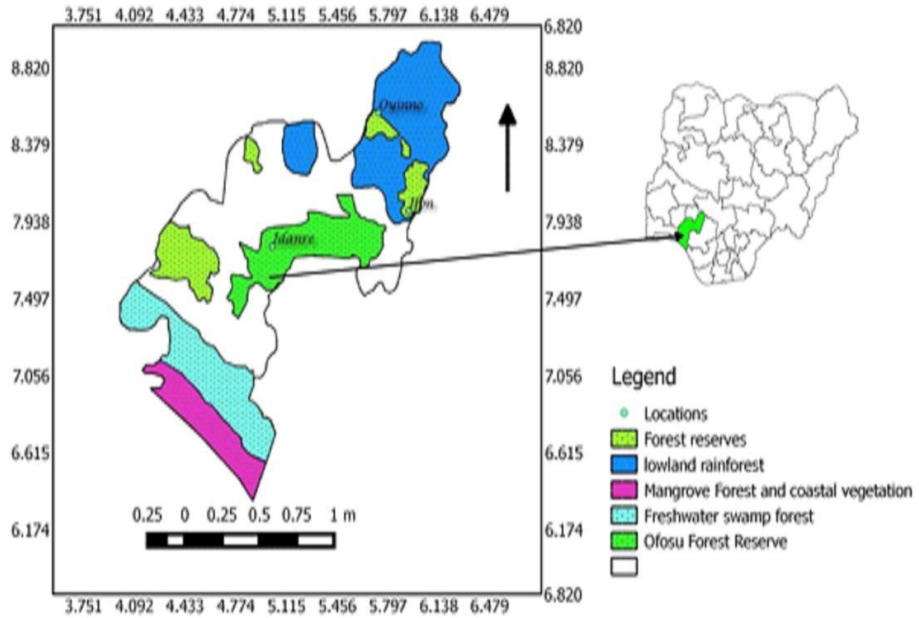 3.751 4.092 4.433 4.774 5.115 5.456 5.797 6.138 6.479
6.820
8.820
8.820
8.379
8.379
7.938
7.938
7.497
7.497
7.056
7.056
6.615
6.615
6.174
6.174
6.820
Idanre
Ifon
0.25 0 0.25 0.5 0.75 1 m
3.751 4.092 4.433 4.774 5.115 5.456 5.797 6.138 6.479
Legend
Locations
Forest reserves
lowland rainforest
Mangrove Forest and coastal vegetation
Freshwater swamp forest
Ofosu Forest Reserve